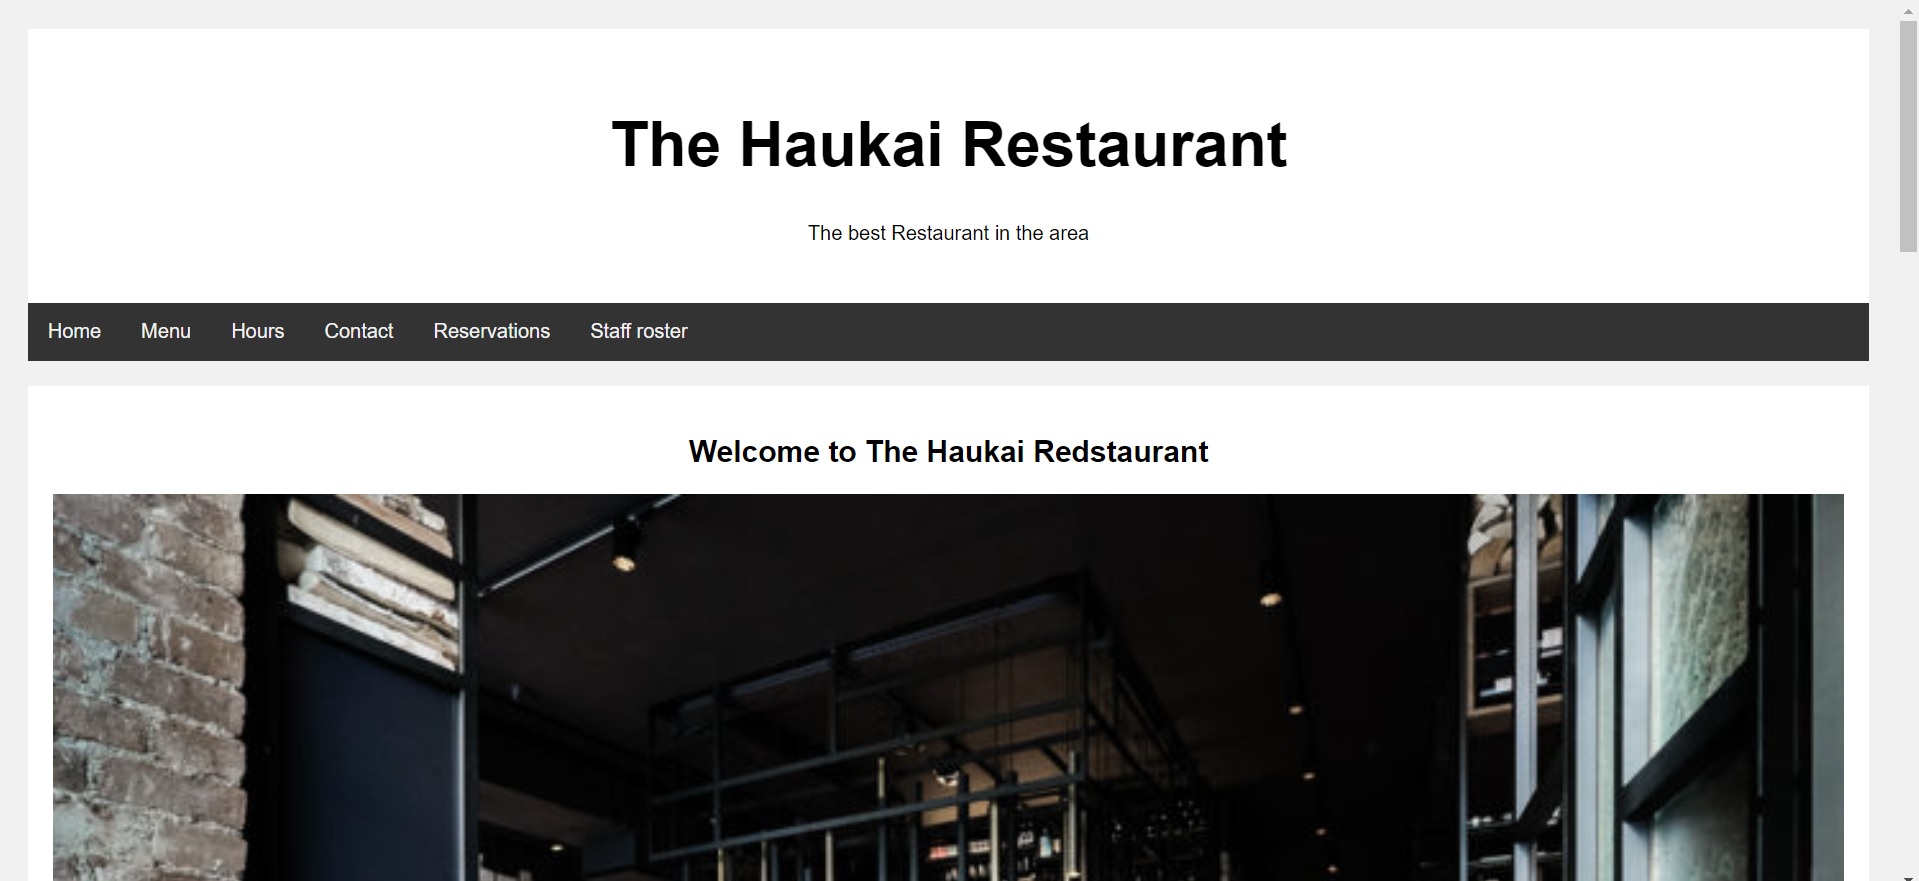 The Haukai Restaurant
The best Restaurant in the area
Home Menu Hours Contact Reservations Staff roster
Welcome to The Haukai Redstaurant